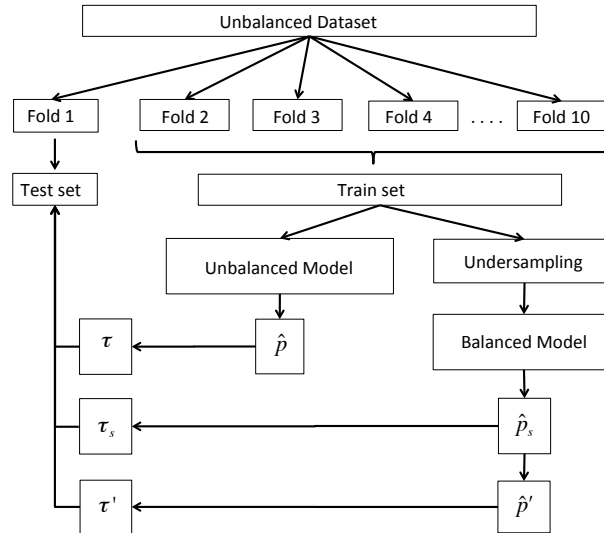 Unbalanced Dataset
Fold 1 Fold 2 Fold 3 Fold 4 . . . . Fold 10
Test set Train set
Unbalanced Model Undersampling
τ p̂ Balanced Model
τ_s p̂_s
τ' p̂'